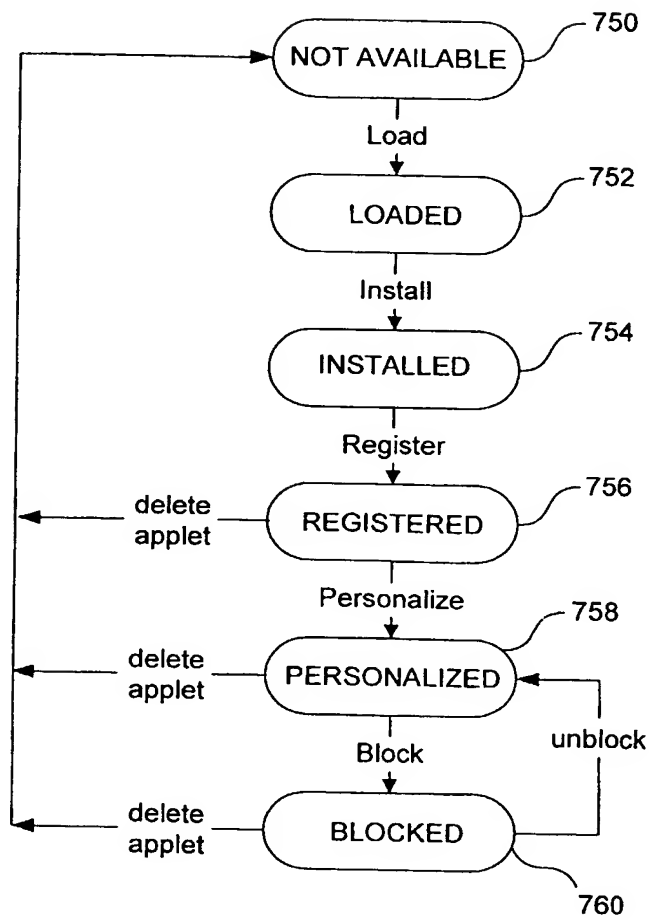 750
NOT AVAILABLE
Load
752
LOADED
Install
754
INSTALLED
Register
756
delete
applet
REGISTERED
Personalize
758
delete
applet
PERSONALIZED
unblock
Block
delete
applet
BLOCKED
760